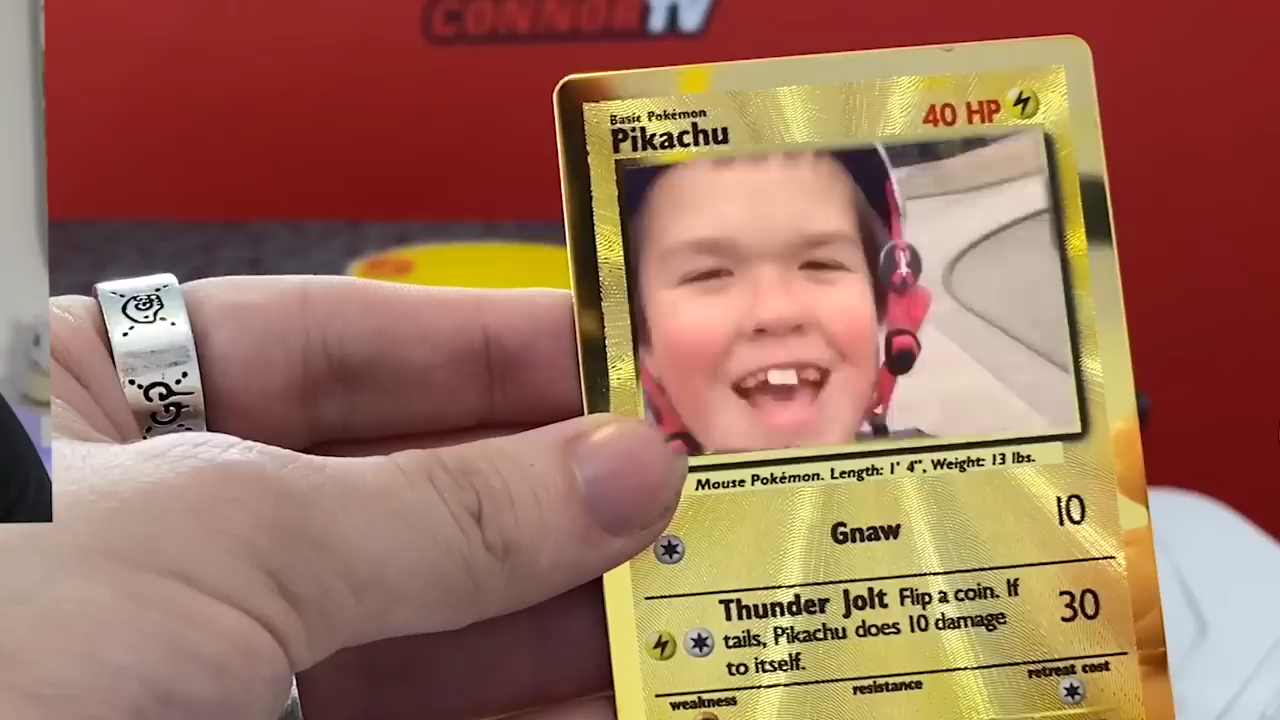 CONNORTV
Basic Pokémon
Pikachu
40 HP
Mouse Pokémon. Length: 1' 4", Weight: 13 lbs.
Gnaw
10
Thunder Jolt Flip a coin. If
tails, Pikachu does 10 damage
to itself.
30
weakness
resistance
retreat cost